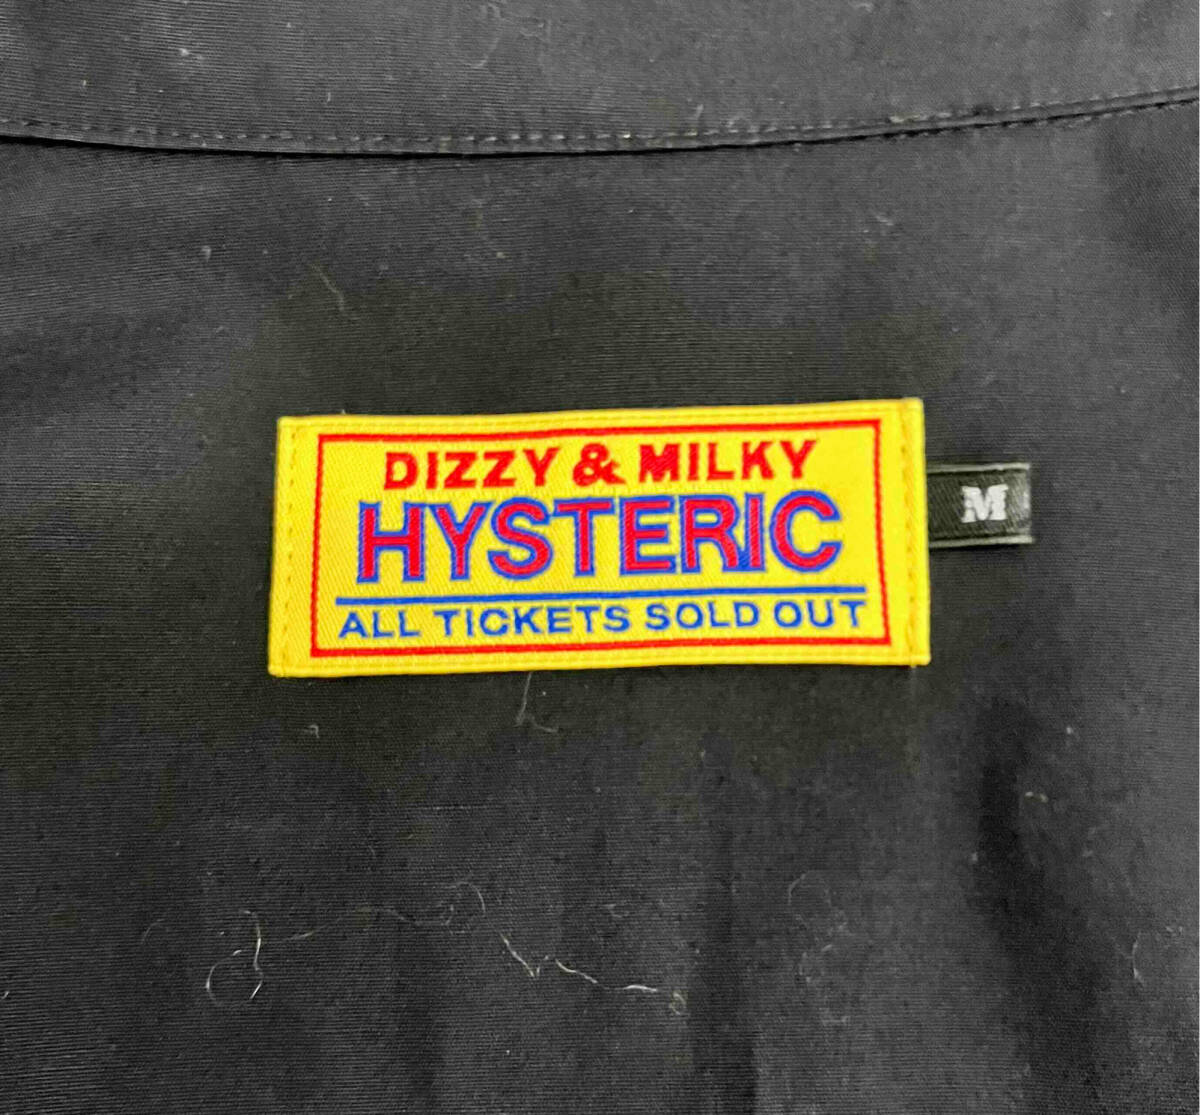 DIZZY & MILKY
HYSTERIC
ALL TICKETS SOLD OUT
M